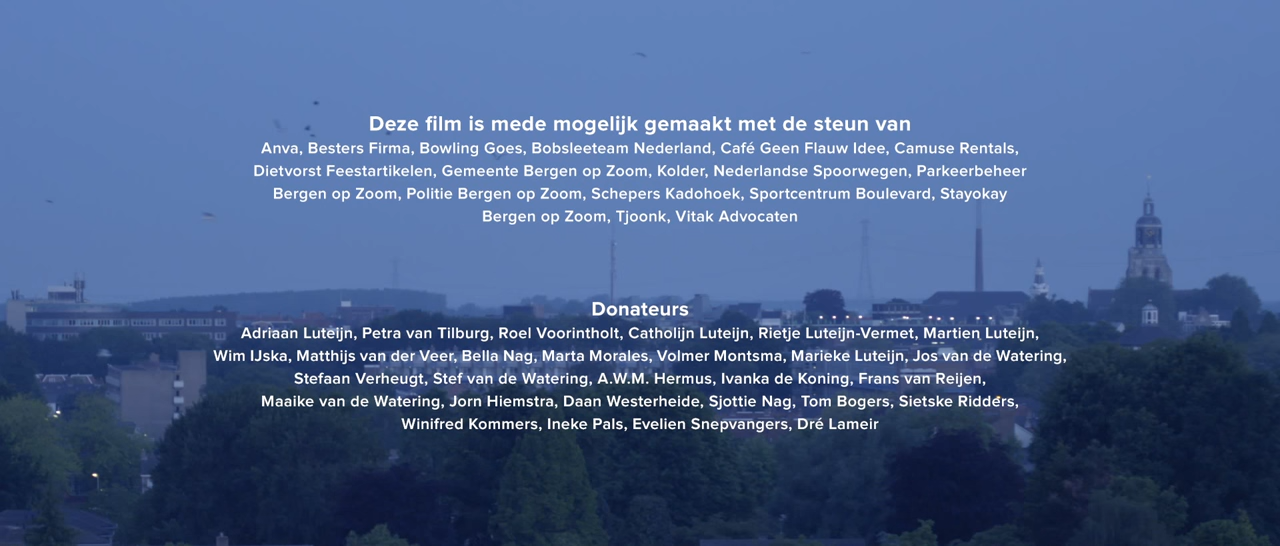 Deze film is mede mogelijk gemaakt met de steun van
Anva, Besters Firma, Bowling Goes, Bobsleeteam Nederland, Café Geen Flauw Idee, Camuse Rentals,
Dietvorst Feestartikelen, Gemeente Bergen op Zoom, Kolder, Nederlandse Spoorwegen, Parkeerbeheer
Bergen op Zoom, Politie Bergen op Zoom, Schepers Kadohoek, Sportcentrum Boulevard, Stayokay
Bergen op Zoom, Tjoonk, Vitak Advocaten
Donateurs
Adriaan Luteijn, Petra van Tilburg, Roel Voorintholt, Catholijn Luteijn, Rietje Luteijn-Vermet, Martien Luteijn,
Wim IJska, Matthijs van der Veer, Bella Nag, Marta Morales, Volmer Montsma, Marieke Luteijn, Jos van de Watering,
Stefaan Verheugt, Stef van de Watering, A.W.M. Hermus, Ivanka de Koning, Frans van Reijen,
Maaike van de Watering, Jorn Hiemstra, Daan Westerheide, Sjottie Nag, Tom Bogers, Sietske Ridders,
Winifred Kommers, Ineke Pals, Evelien Snepvangers, Dré Lameir